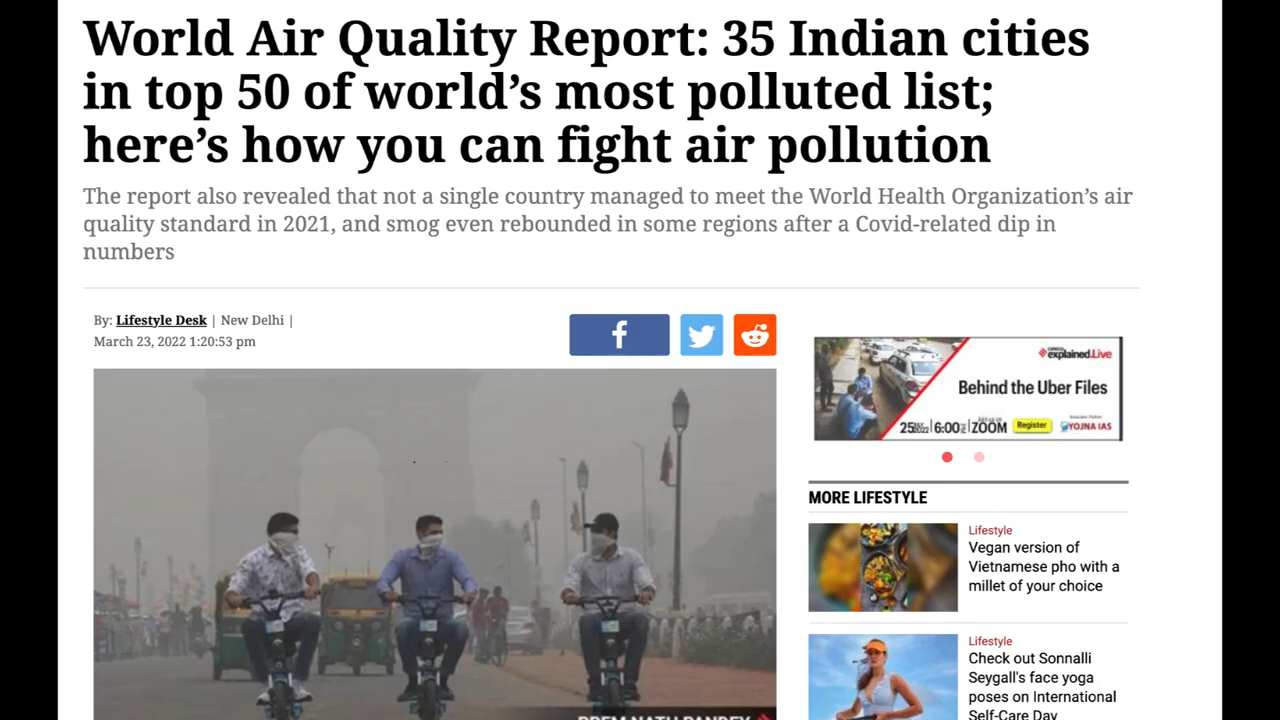 World Air Quality Report: 35 Indian cities
in top 50 of world’s most polluted list;
here’s how you can fight air pollution
The report also revealed that not a single country managed to meet the World Health Organization’s air
quality standard in 2021, and smog even rebounded in some regions after a Covid-related dip in
numbers
By: Lifestyle Desk | New Delhi |
March 23, 2022 1:20:53 pm
explained.Live
Behind the Uber Files
6:00
ZOOM
Register
YOJNA IAS
MORE LIFESTYLE
Lifestyle
Vegan version of
Vietnamese pho with a
millet of your choice
Lifestyle
Check out Sonnalli
Seygall's face yoga
poses on International
Self-Care Day
PREM NATH PANDEY